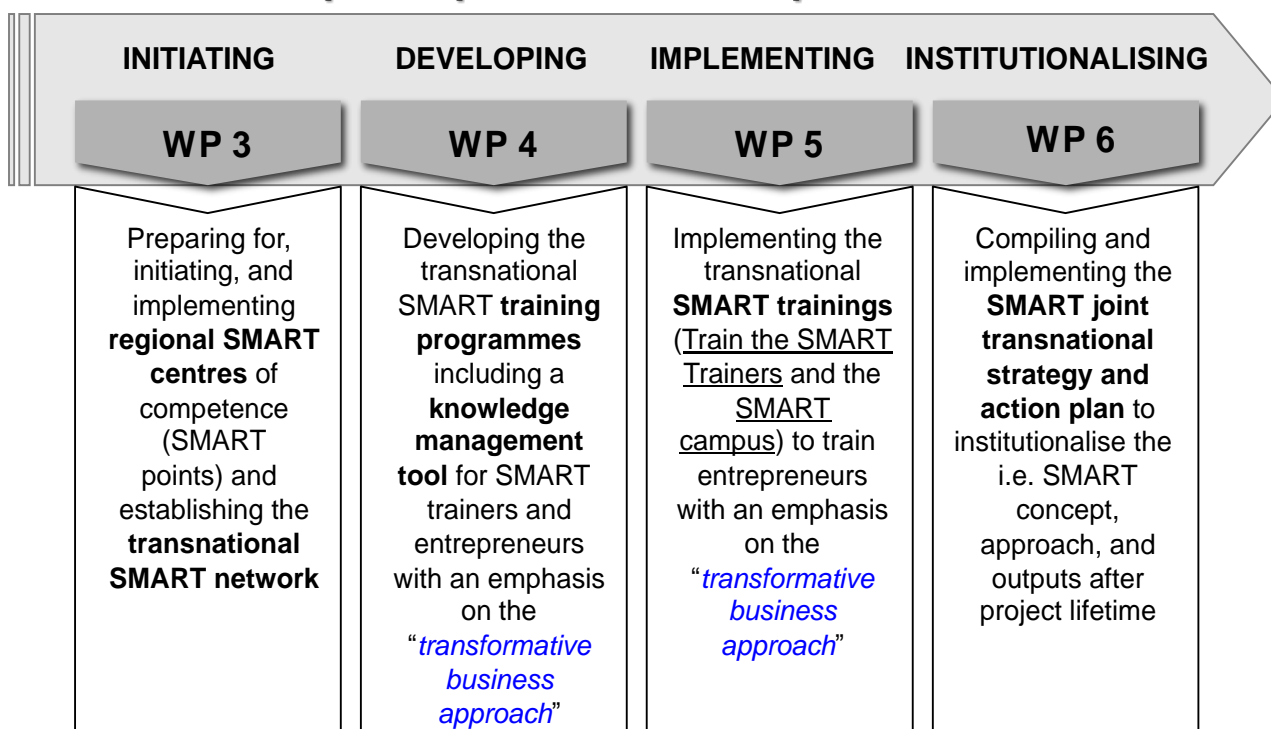 INITIATING
DEVELOPING
IMPLEMENTING
INSTITUTIONALISING
WP 3
WP 4
WP 5
WP 6
Preparing for,
initiating, and
implementing
regional SMART
centres of
competence
(SMART
points) and
establishing the
transnational
SMART network
Developing the
transnational
SMART training
programmes
including a
knowledge
management
tool for SMART
trainers and
entrepreneurs
with an emphasis
on the
“transformative
business
approach”
Implementing the
transnational
SMART trainings
(Train the SMART
Trainers and the
SMART
campus) to train
entrepreneurs
with an emphasis
on the
“transformative
business
approach”
Compiling and
implementing the
SMART joint
transnational
strategy and
action plan to
institutionalise the
i.e. SMART
concept,
approach, and
outputs after
project lifetime